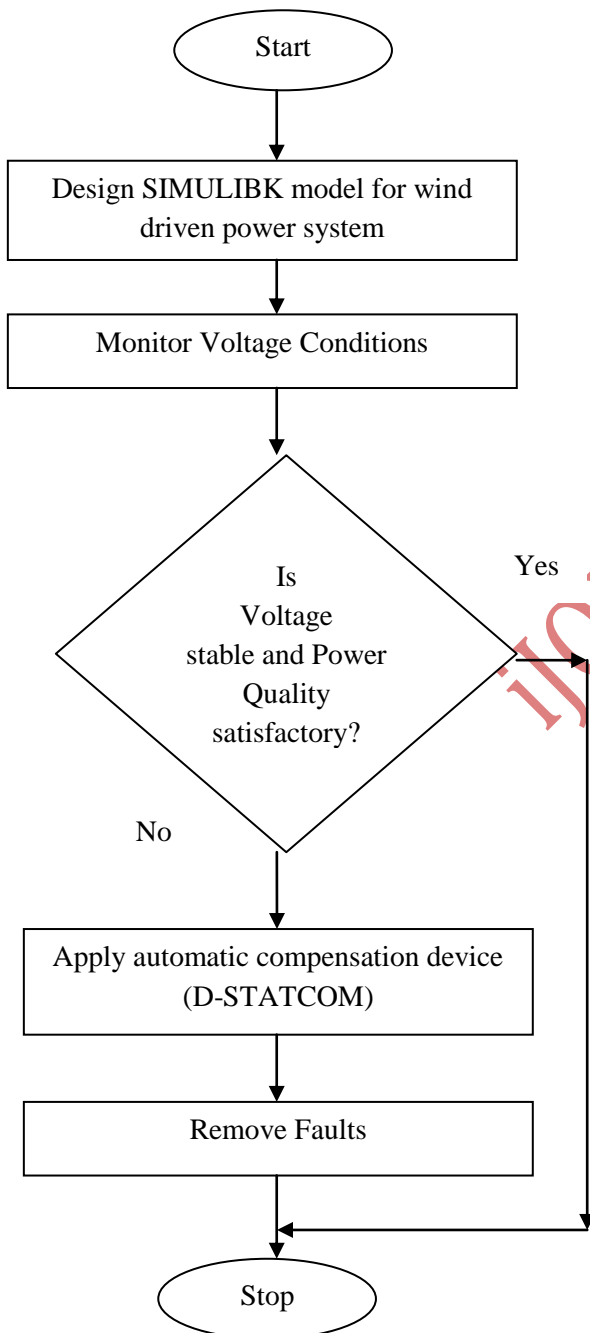 Start
Design SIMULIBK model for wind
driven power system
Monitor Voltage Conditions
Is
Voltage
stable and Power
Quality
satisfactory?
Yes
No
Apply automatic compensation device
(D-STATCOM)
Remove Faults
Stop